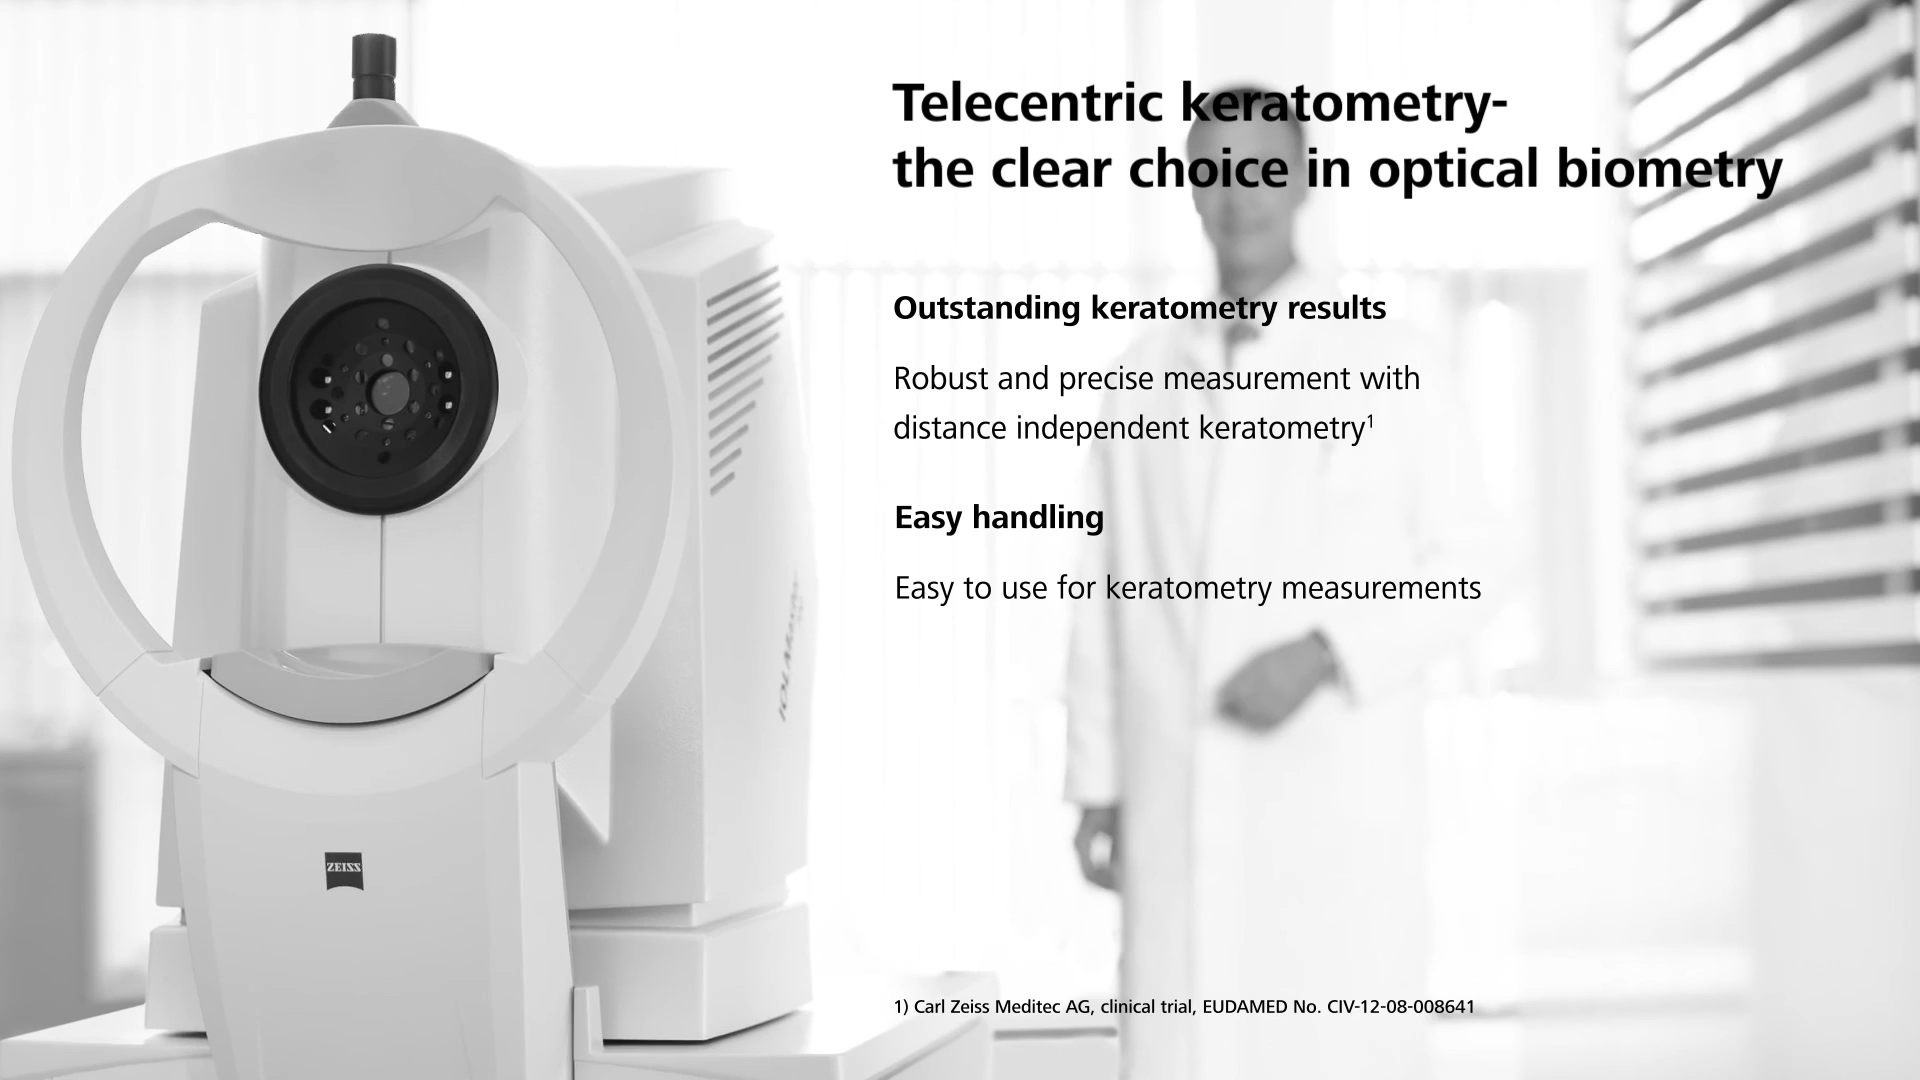 Telecentric keratometry-
the clear choice in optical biometry
Outstanding keratometry results
Robust and precise measurement with
distance independent keratometry¹
Easy handling
Easy to use for keratometry measurements
IOLMaster
ZEISS
1) Carl Zeiss Meditec AG, clinical trial, EUDAMED No. CIV-12-08-008641